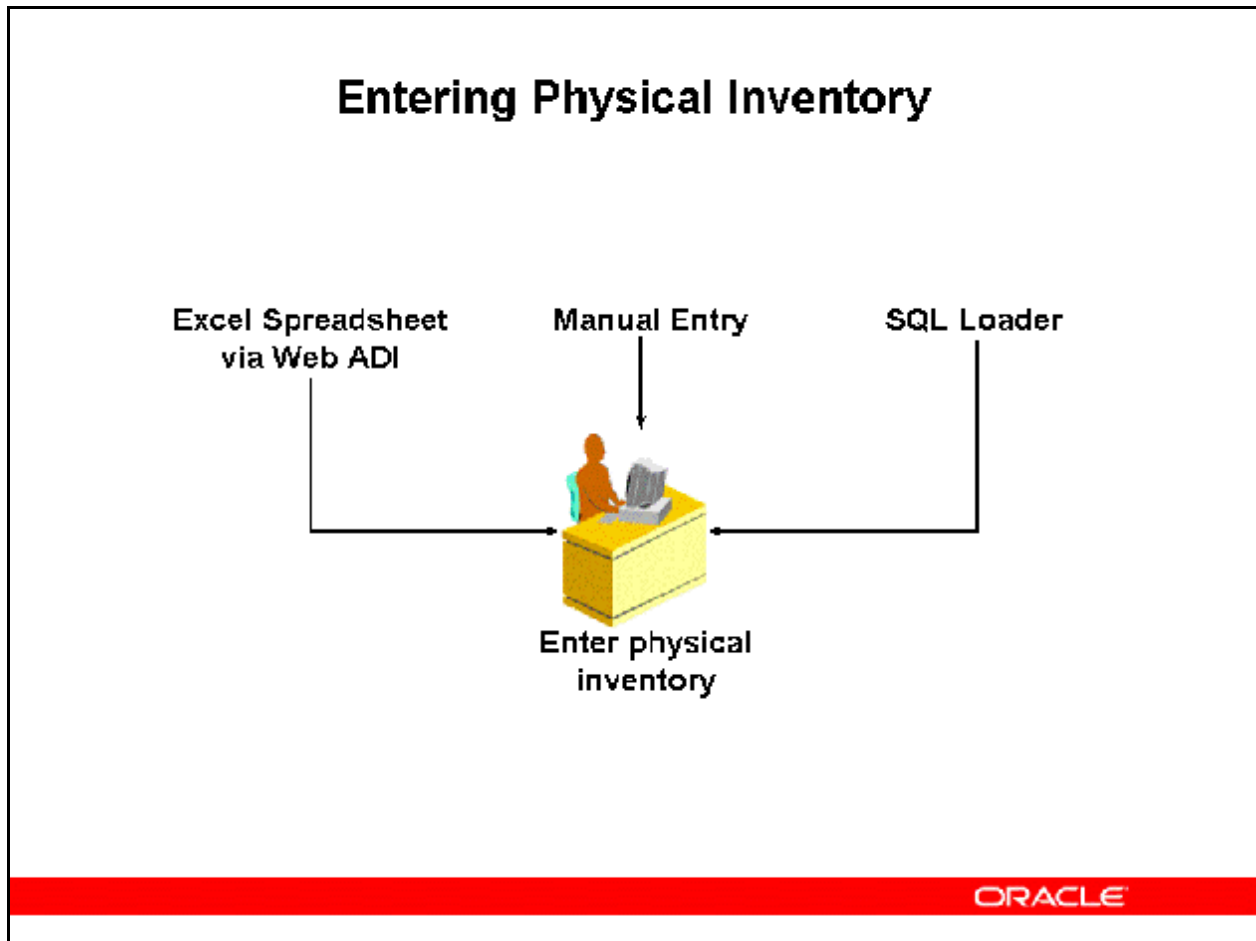 Entering Physical Inventory
Excel Spreadsheet
via Web ADI
Manual Entry
SQL Loader
Enter physical
inventory
ORACLE